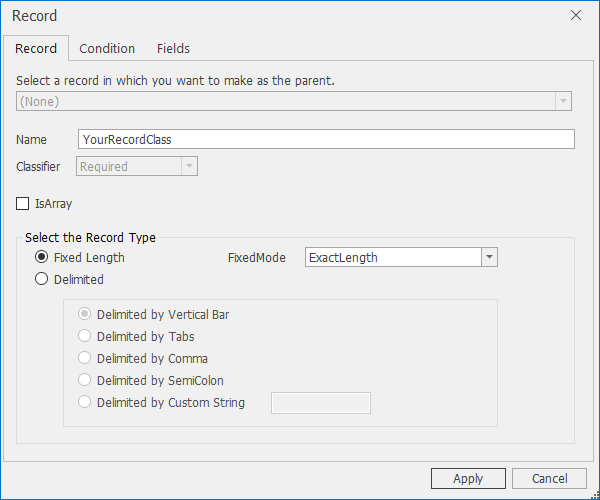 Record
Record Condition Fields
Select a record in which you want to make as the parent.
(None)
Name YourRecordClass
Classifier Required
IsArray
Select the Record Type
Fixed Length FixedMode ExactLength
Delimited
Delimited by Vertical Bar
Delimited by Tabs
Delimited by Comma
Delimited by SemiColon
Delimited by Custom String
Apply Cancel